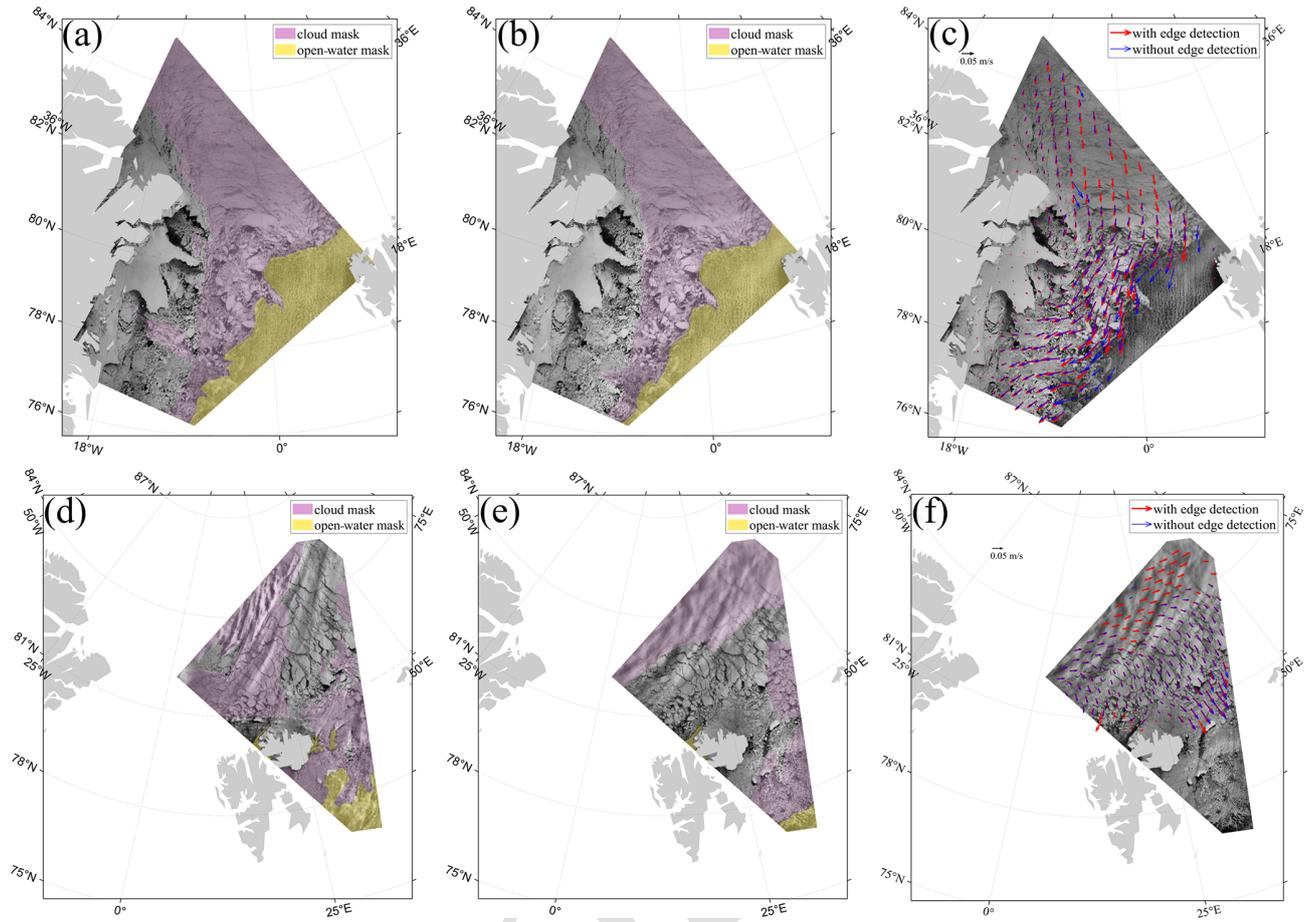 (a)
cloud mask
open-water mask
84°N
36°E
36°W
82°N
80°N
18°E
78°N
76°N
18°W
0°
(b)
cloud mask
open-water mask
84°N
36°E
36°W
82°N
80°N
18°E
78°N
76°N
18°W
0°
(c)
with edge detection
without edge detection
0.05 m/s
84°N
36°E
36°W
82°N
80°N
18°E
78°N
76°N
18°W
0°
(d)
cloud mask
open-water mask
84°N
87°N
50°W
75°E
81°N
25°W
50°E
78°N
75°N
0°
25°E
(e)
cloud mask
open-water mask
84°N
87°N
50°W
75°E
81°N
25°W
50°E
78°N
75°N
0°
25°E
(f)
with edge detection
without edge detection
0.05 m/s
84°N
87°N
50°W
75°E
81°N
25°W
50°E
78°N
75°N
0°
25°E